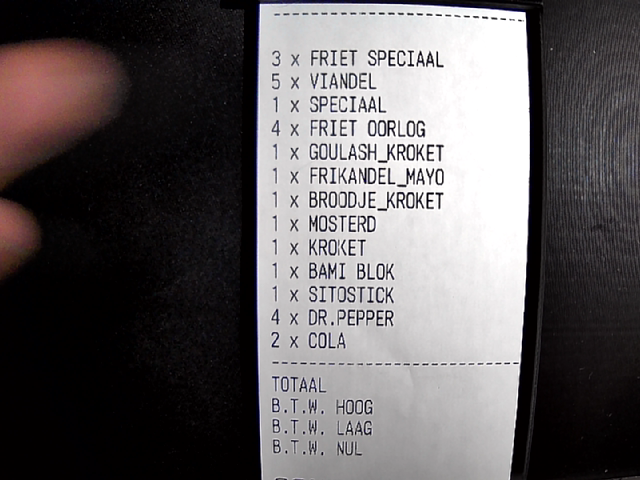 3 x FRIET SPECIAAL
5 x VIANDEL
1 x SPECIAAL
4 x FRIET OORLOG
1 x GOULASH_KROKET
1 x FRIKANDEL_MAYO
1 x BROODJE_KROKET
1 x MOSTERD
1 x KROKET
1 x BAMI BLOK
1 x SITOSTICK
4 x DR.PEPPER
2 x COLA
TOTAAL
B.T.W. HOOG
B.T.W. LAAG
B.T.W. NUL